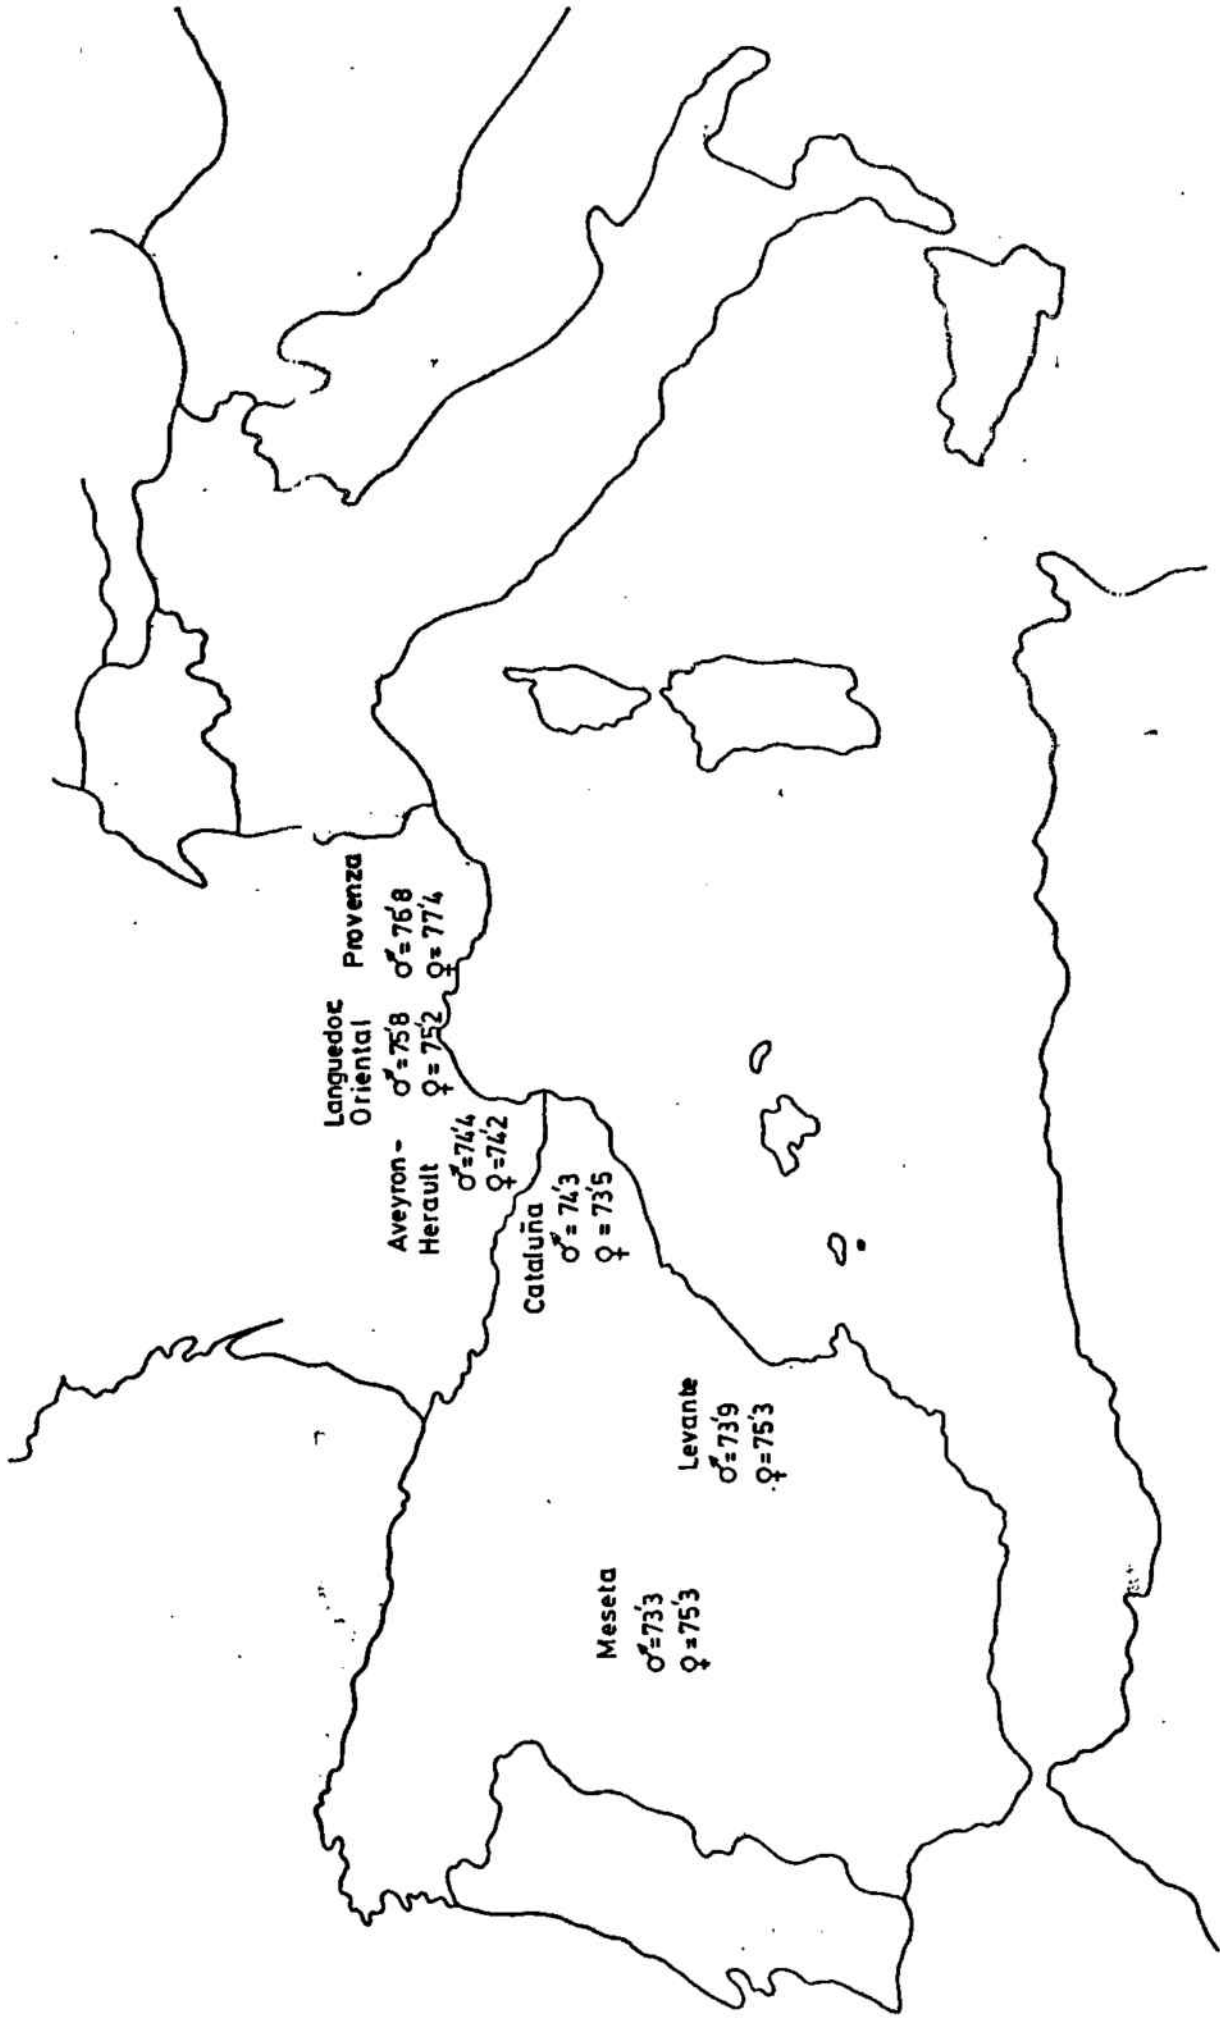 Provenza
♂=76'8
♀=77'4
Languedoc
Oriental
♂=75'8
♀=75'2
Aveyron-
Herault
♂=74'4
♀=74'2
Cataluña
♂=74'3
♀=73'5
Levante
♂=73'9
♀=75'3
Meseta
♂=73'3
♀=75'3